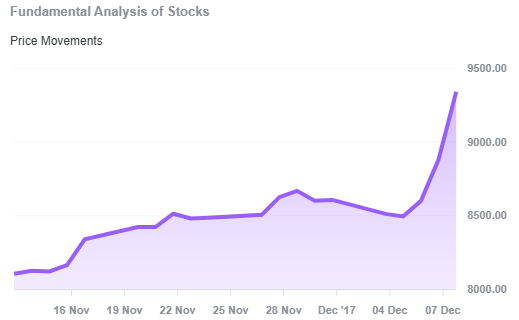 Fundamental Analysis of Stocks
Price Movements
9500.00
9000.00
8500.00
8000.00
16 Nov 19 Nov 22 Nov 25 Nov 28 Nov Dec '17 04 Dec 07 Dec